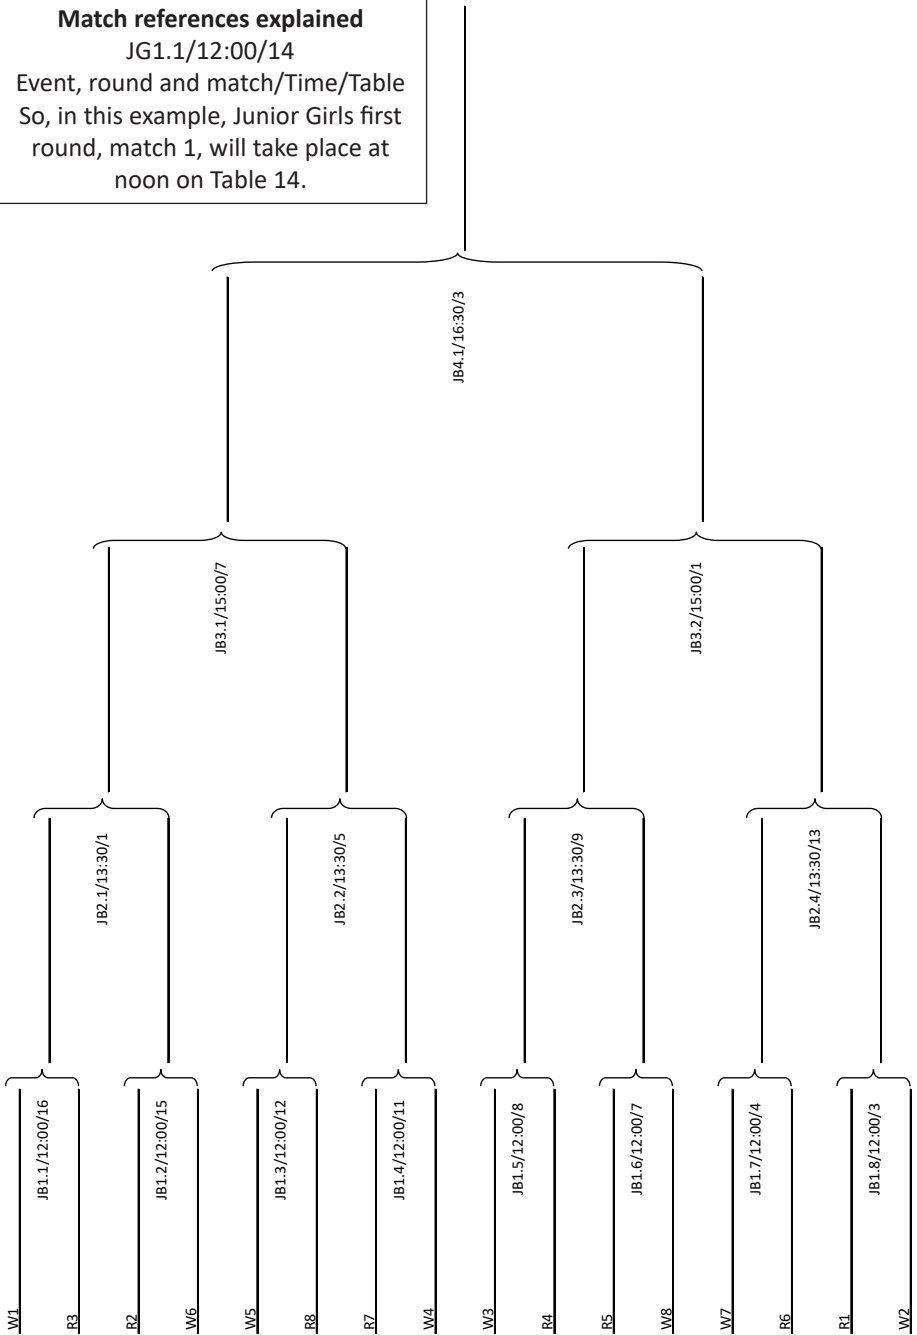 Match references explained
JG1.1/12:00/14
Event, round and match/Time/Table
So, in this example, Junior Girls first
round, match 1, will take place at
noon on Table 14.
JB4.1/16:30/3
JB3.1/15:00/7
JB3.2/15:00/1
JB2.1/13:30/1
JB2.2/13:30/5
JB2.3/13:30/9
JB2.4/13:30/13
JB1.1/12:00/16
JB1.2/12:00/15
JB1.3/12:00/12
JB1.4/12:00/11
JB1.5/12:00/8
JB1.6/12:00/7
JB1.7/12:00/4
JB1.8/12:00/3
W1
R3
R2
W6
W5
R8
R7
W4
W3
R4
R5
W8
W7
R6
R1
W2